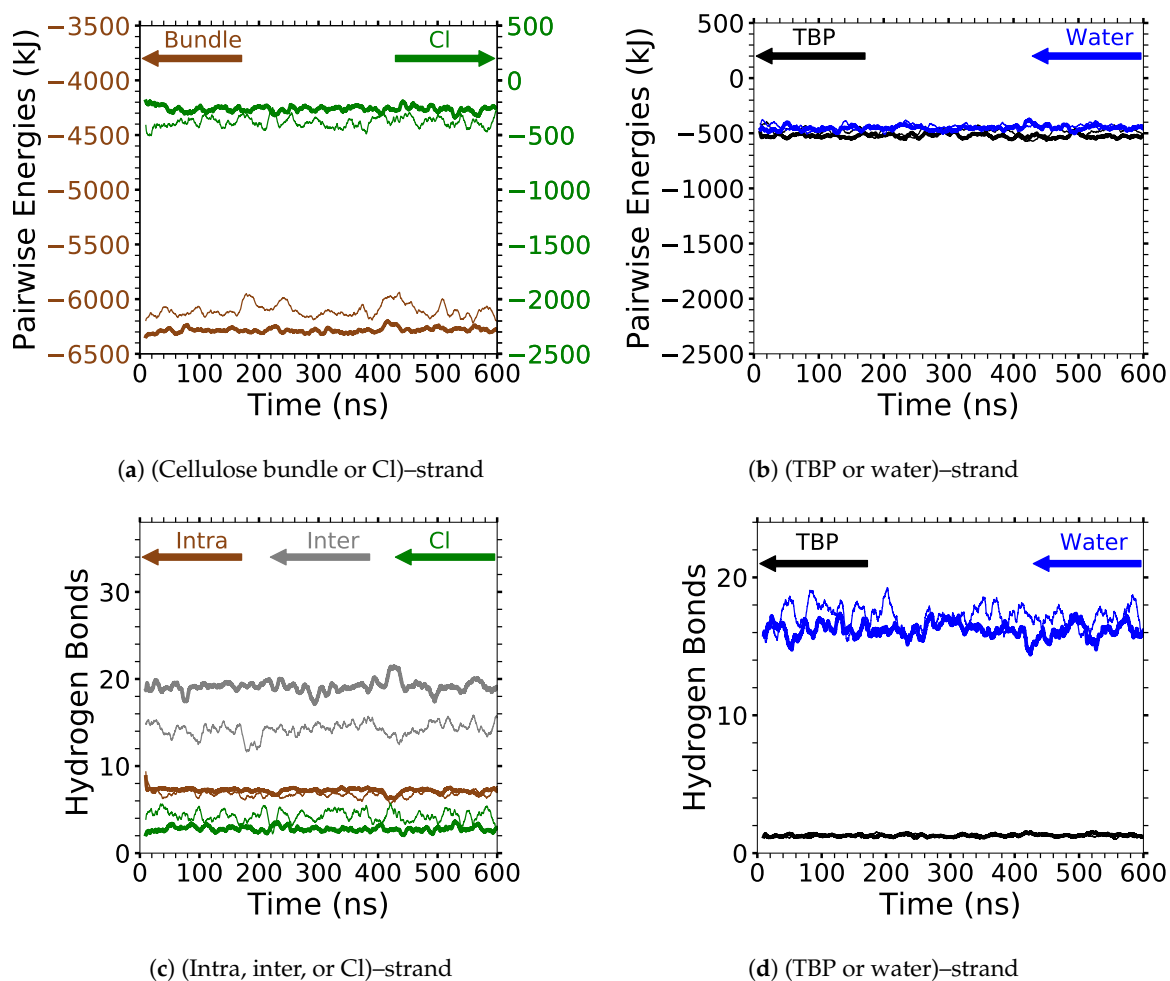 Pairwise Energies (kJ)
−3500
−4000
−4500
−5000
−5500
−6000
−6500
Bundle
Cl
500
0
−500
−1000
−1500
−2000
−2500
0 100 200 300 400 500 600
Time (ns)
(a) (Cellulose bundle or Cl)–strand
Pairwise Energies (kJ)
500
0
−500
−1000
−1500
−2000
−2500
TBP
Water
0 100 200 300 400 500 600
Time (ns)
(b) (TBP or water)–strand
Hydrogen Bonds
30
20
10
0
Intra
Inter
Cl
0 100 200 300 400 500 600
Time (ns)
(c) (Intra, inter, or Cl)–strand
Hydrogen Bonds
20
10
0
TBP
Water
0 100 200 300 400 500 600
Time (ns)
(d) (TBP or water)–strand